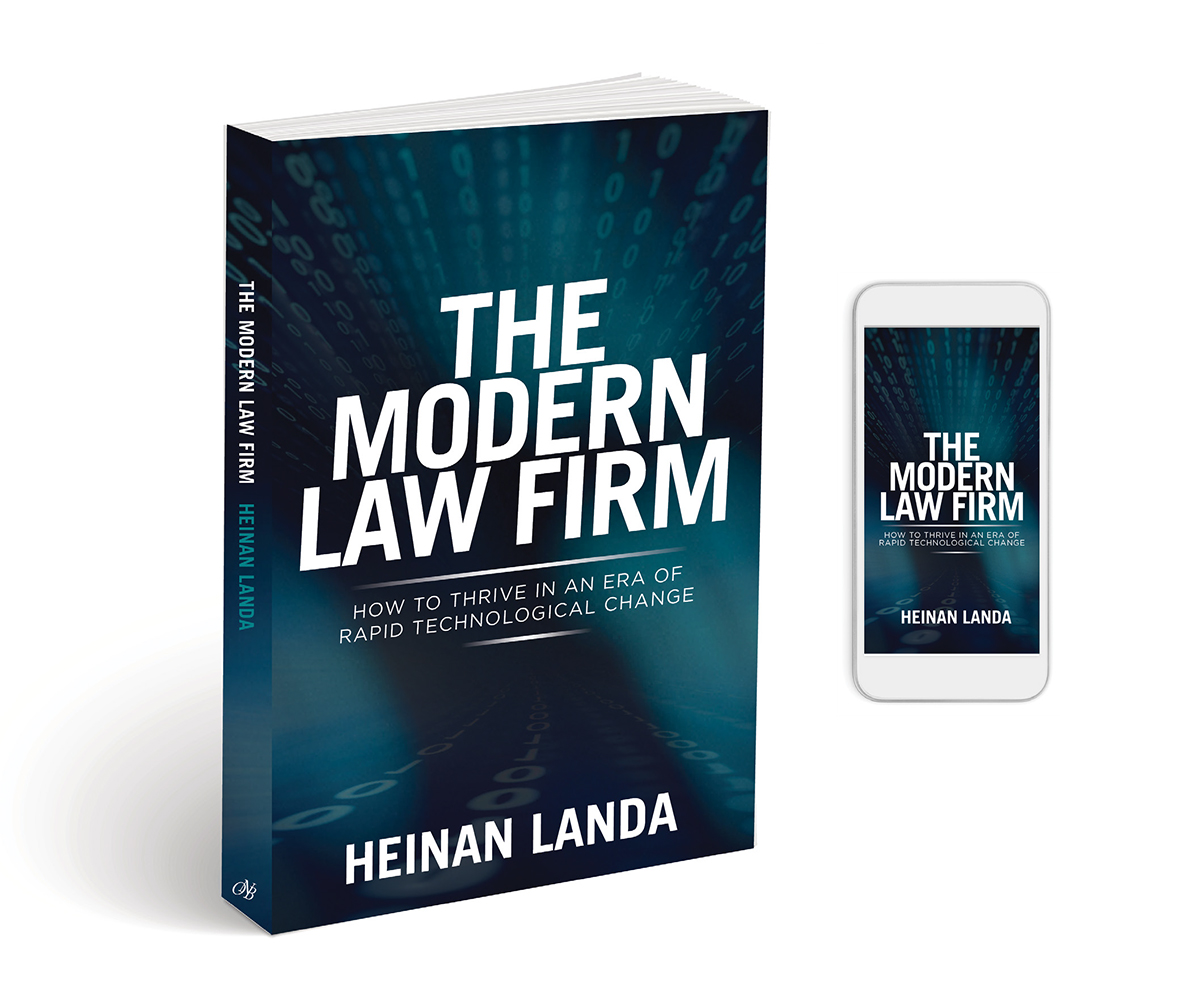 THE MODERN LAW FIRM HEINAN LANDA
THE
MODERN
LAW FIRM
HOW TO THRIVE IN AN ERA OF
RAPID TECHNOLOGICAL CHANGE
HEINAN LANDA
THE
MODERN
LAW FIRM
HOW TO THRIVE IN AN ERA OF
RAPID TECHNOLOGICAL CHANGE
HEINAN LANDA